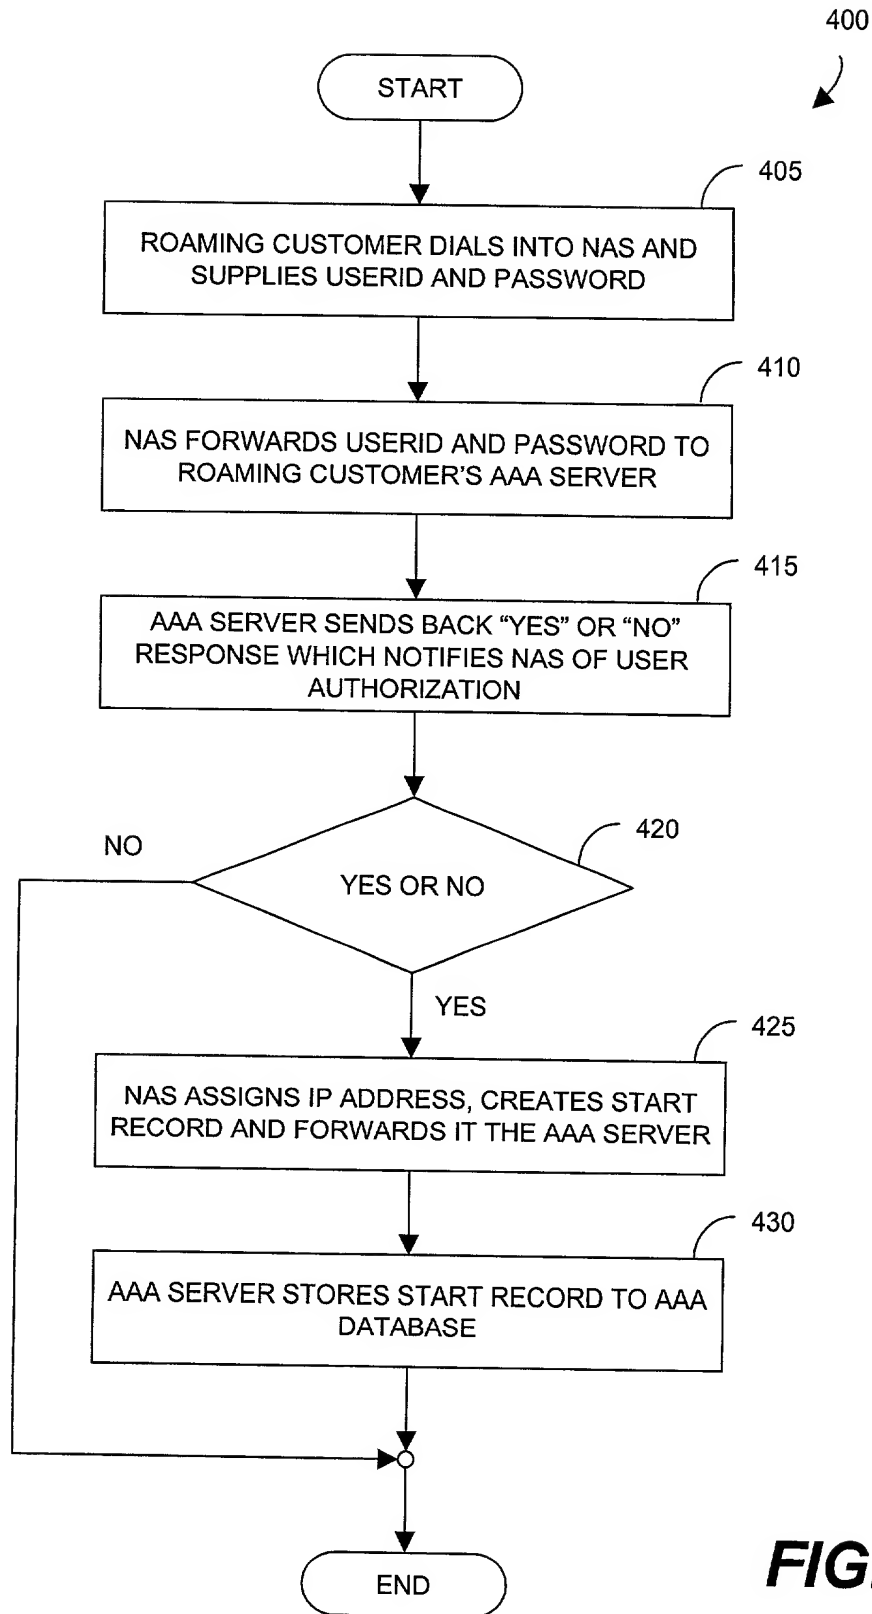 400
START
405
ROAMING CUSTOMER DIALS INTO NAS AND
SUPPLIES USERID AND PASSWORD
410
NAS FORWARDS USERID AND PASSWORD TO
ROAMING CUSTOMER'S AAA SERVER
415
AAA SERVER SENDS BACK “YES” OR “NO”
RESPONSE WHICH NOTIFIES NAS OF USER
AUTHORIZATION
420
NO
YES OR NO
YES
425
NAS ASSIGNS IP ADDRESS, CREATES START
RECORD AND FORWARDS IT THE AAA SERVER
430
AAA SERVER STORES START RECORD TO AAA
DATABASE
END
FIG.